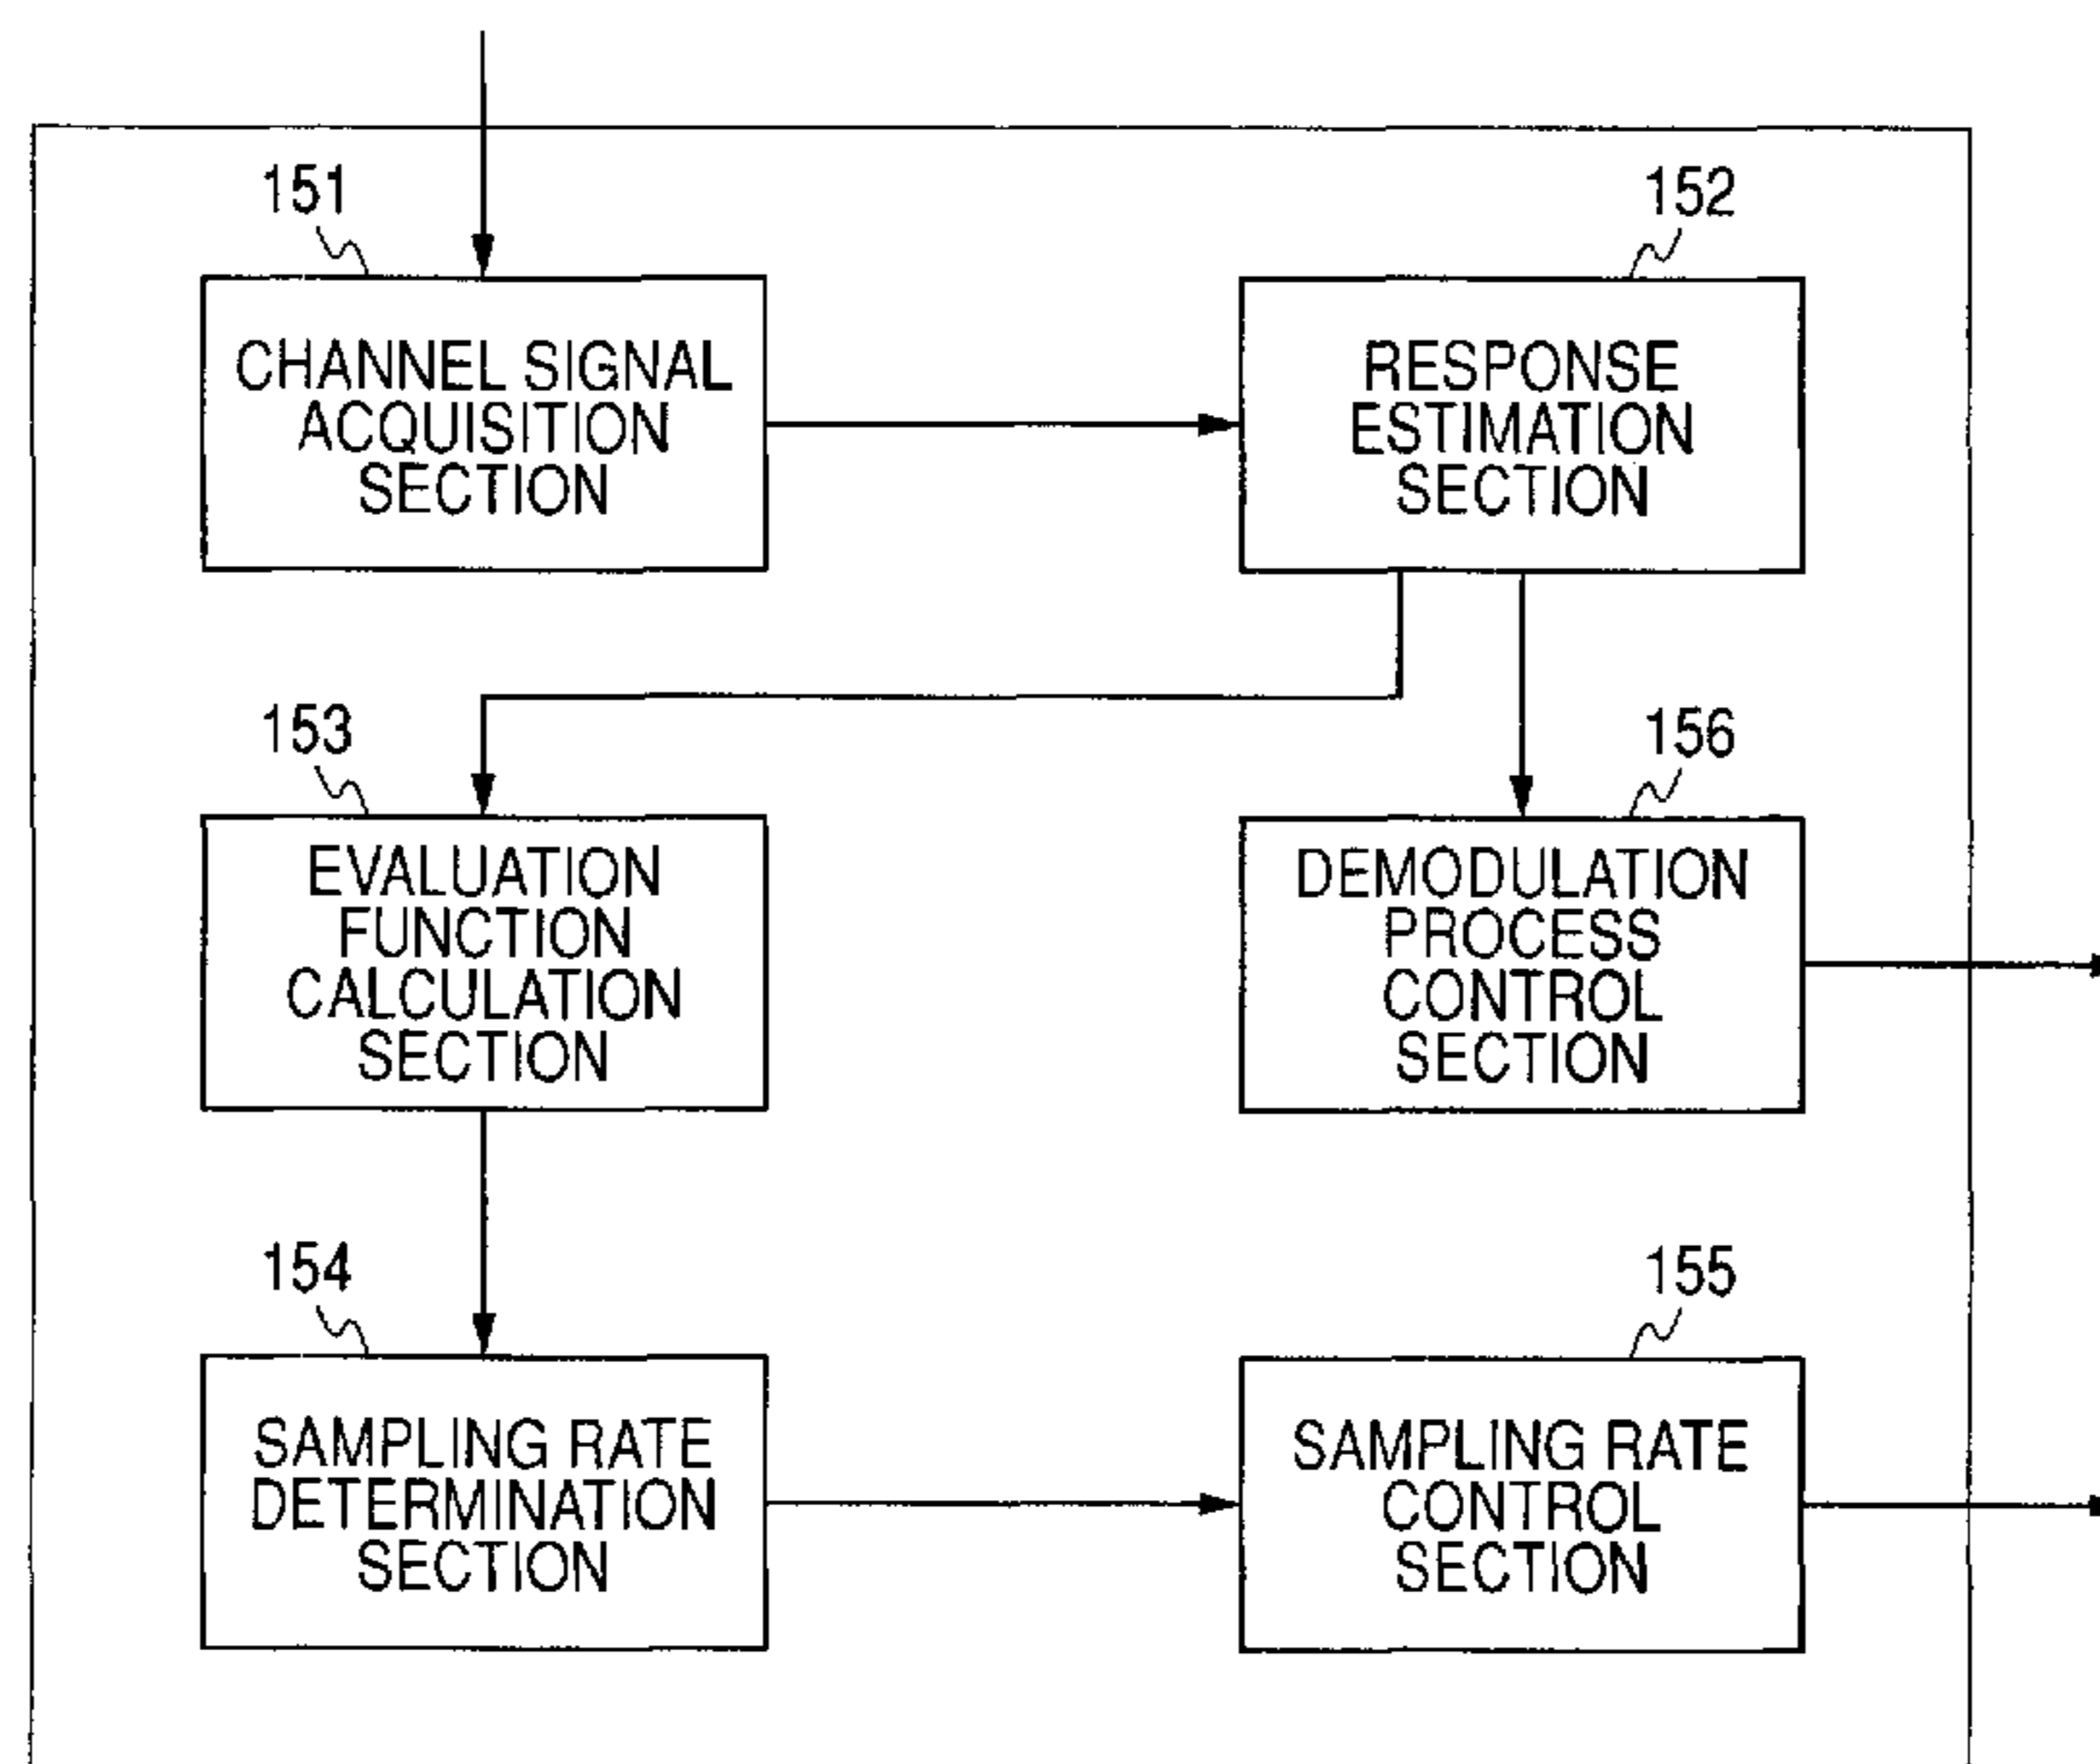 151
CHANNEL SIGNAL
ACQUISITION
SECTION
152
RESPONSE
ESTIMATION
SECTION
153
EVALUATION
FUNCTION
CALCULATION
SECTION
156
DEMODULATION
PROCESS
CONTROL
SECTION
154
SAMPLING RATE
DETERMINATION
SECTION
155
SAMPLING RATE
CONTROL
SECTION